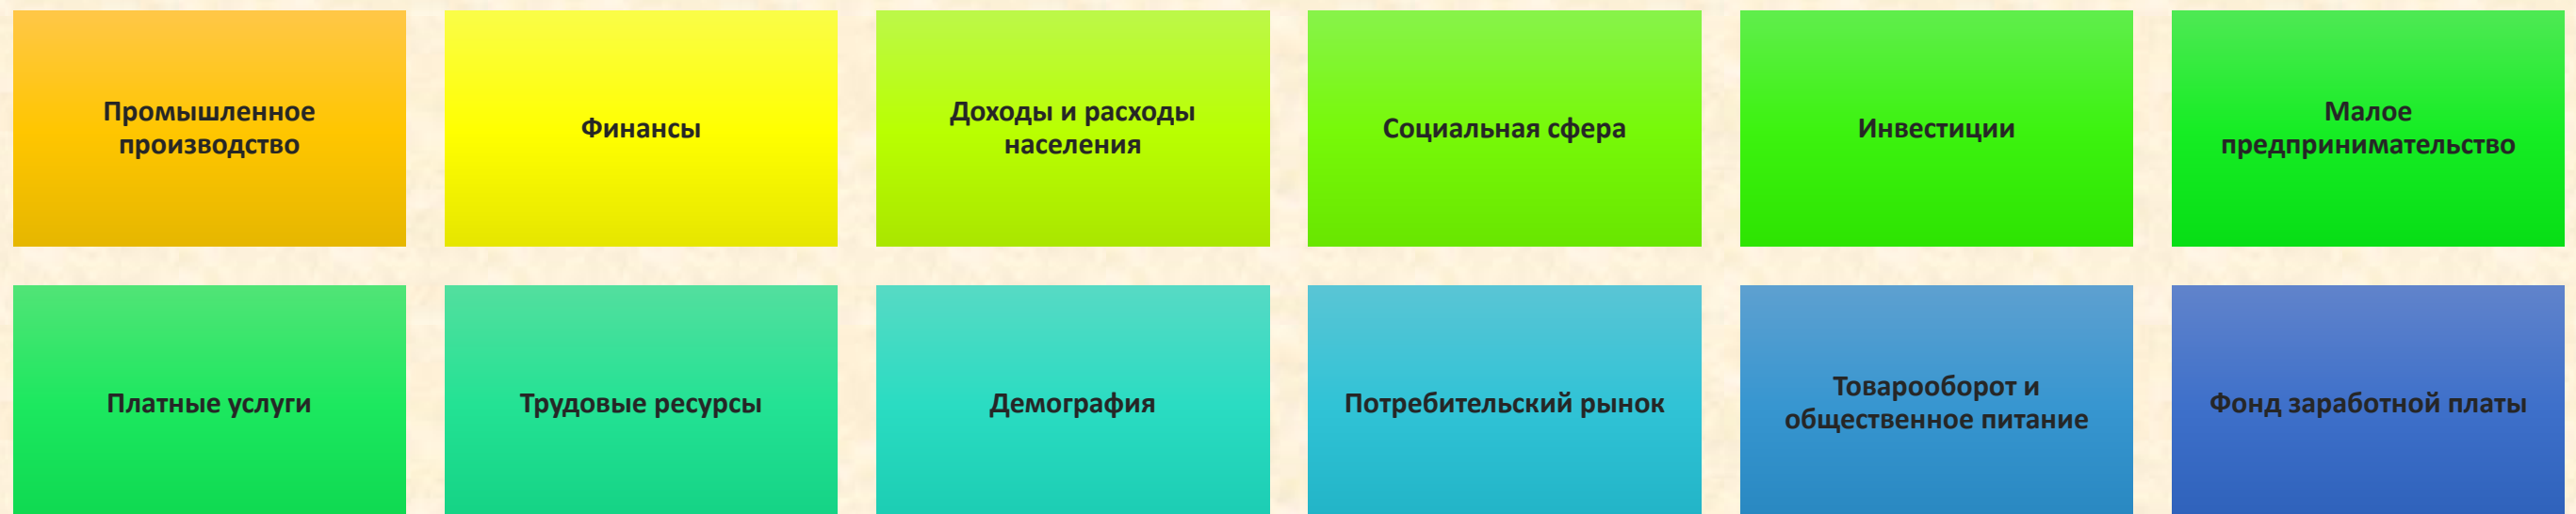 Промышленное
производство
Финансы
Доходы и расходы
населения
Социальная сфера
Инвестиции
Малое
предпринимательство
Платные услуги
Трудовые ресурсы
Демография
Потребительский рынок
Товарооборот и
общественное питание
Фонд заработной платы